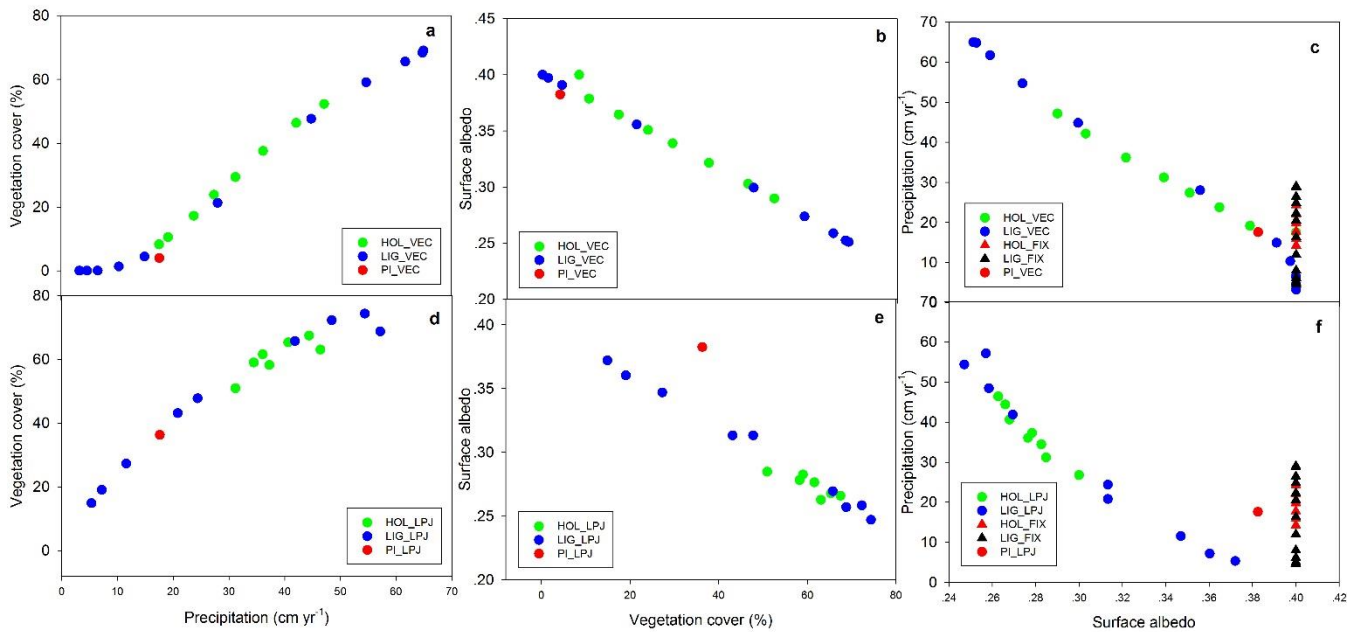 a
Vegetation cover (%)
80
60
40
20
0
HOL_VEC
LIG_VEC
PI_VEC
b
Surface albedo
.45
.40
.35
.30
.25
.20
HOL_VEC
LIG_VEC
PI_VEC
c
Precipitation (cm yr-1)
70
60
50
40
30
20
10
0
HOL_VEC
LIG_VEC
HOL_FIX
LIG_FIX
PI_VEC
d
Vegetation cover (%)
80
60
40
20
0
HOL_LPJ
LIG_LPJ
PI_LPJ
0 10 20 30 40 50 60 70
Precipitation (cm yr-1)
e
Surface albedo
.40
.35
.30
.25
.20
HOL_LPJ
LIG_LPJ
PI_LPJ
0 20 40 60 80
Vegetation cover (%)
f
Precipitation (cm yr-1)
70
60
50
40
30
20
10
0
HOL_LPJ
LIG_LPJ
HOL_FIX
LIG_FIX
PI_LPJ
.24 .26 .28 .30 .32 .34 .36 .38 .40 .42
Surface albedo